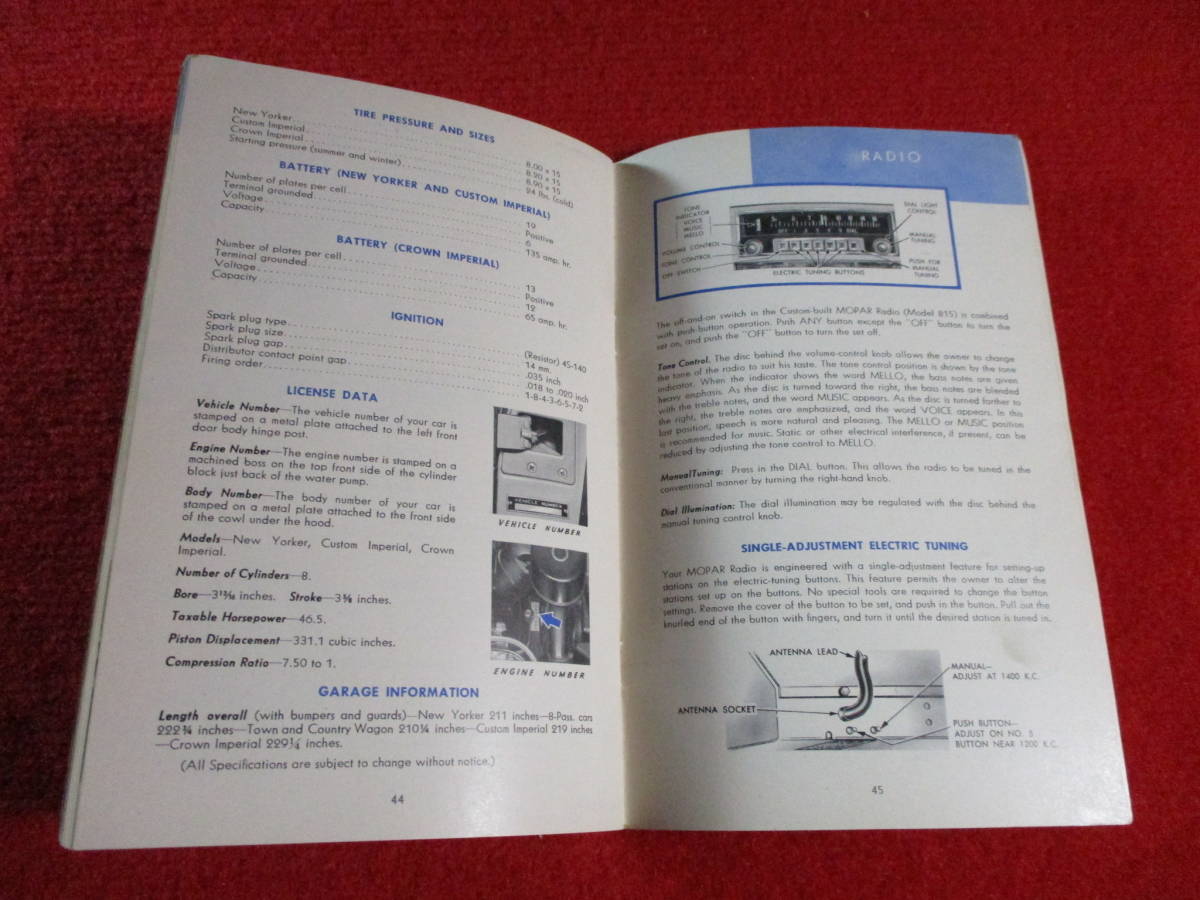 TIRE PRESSURE AND SIZES
New Yorker 8.00 x 15
Custom Imperial 8.20 x 15
Crown Imperial 8.90 x 15
Starting pressure (summer and winter) 24 lbs. (cold)
BATTERY (NEW YORKER AND CUSTOM IMPERIAL)
Number of plates per cell 19
Terminal grounded Positive
Voltage 6
Capacity 135 amp. hr.
BATTERY (CROWN IMPERIAL)
Number of plates per cell 13
Terminal grounded Positive
Voltage 12
Capacity 65 amp. hr.
IGNITION
Spark plug type (Resistor) 4S-140
Spark plug size 14 mm.
Spark plug gap .035 inch
Distributor contact point gap .018 to .020 inch
Firing order 1-8-4-3-6-5-7-2
LICENSE DATA
Vehicle Number—The vehicle number of your car is
stamped on a metal plate attached to the left front
door body hinge post.
Engine Number—The engine number is stamped on a
machined boss on the top front side of the cylinder
block just back of the water pump.
Body Number—The body number of your car is
stamped on a metal plate attached to the front side
of the cowl under the hood.
Models—New Yorker, Custom Imperial, Crown
Imperial.
Number of Cylinders—8.
Bore—3 13/16 inches. Stroke—3 5/8 inches.
Taxable Horsepower—46.5.
Piston Displacement—331.1 cubic inches.
Compression Ratio—7.50 to 1.
VEHICLE NUMBER
VEHICLE NUMBER
ENGINE NUMBER
GARAGE INFORMATION
Length overall (with bumpers and guards)—New Yorker 211 inches—8-Pass. cars
222¾ inches—Town and Country Wagon 210¼ inches—Custom Imperial 219 inches
—Crown Imperial 229¼ inches.
(All Specifications are subject to change without notice.)
44
RADIO
TONE
INDICATOR
VOICE
MUSIC
MELLO
VOLUME CONTROL
TONE CONTROL
OFF SWITCH
ELECTRIC TUNING BUTTONS
DIAL LIGHT
CONTROL
MANUAL
TUNING
PUSH FOR
MANUAL
TUNING
The off-and-on switch in the Custom-built MOPAR Radio (Model 815) is combined
with push-button operation. Push ANY button except the "OFF" button to turn the
set on, and push the "OFF" button to turn the set off.
Tone Control. The disc behind the volume-control knob allows the owner to change
the tone of the radio to suit his taste. The tone control position is shown by the tone
indicator. When the indicator shows the word MELLO, the bass notes are given
heavy emphasis. As the disc is turned toward the right, the bass notes are blended
with the treble notes, and the word MUSIC appears. As the disc is turned farther to
the right, the treble notes are emphasized, and the word VOICE appears. In this
last position, speech is more natural and pleasing. The MELLO or MUSIC position
is recommended for music. Static or other electrical interference, if present, can be
reduced by adjusting the tone control to MELLO.
Manual Tuning: Press in the DIAL button. This allows the radio to be tuned in the
conventional manner by turning the right-hand knob.
Dial Illumination: The dial illumination may be regulated with the disc behind the
manual tuning control knob.
SINGLE-ADJUSTMENT ELECTRIC TUNING
Your MOPAR Radio is engineered with a single-adjustment feature for setting-up
stations on the electric-tuning buttons. This feature permits the owner to alter the
stations set up on the buttons. No special tools are required to change the button
settings. Remove the cover of the button to be set, and push in the button. Pull out the
knurled end of the button with fingers, and turn it until the desired station is tuned in.
ANTENNA LEAD
ANTENNA SOCKET
MANUAL—
ADJUST AT 1400 K.C.
PUSH BUTTON—
ADJUST ON NO. 5
BUTTON NEAR 1200 K.C.
45